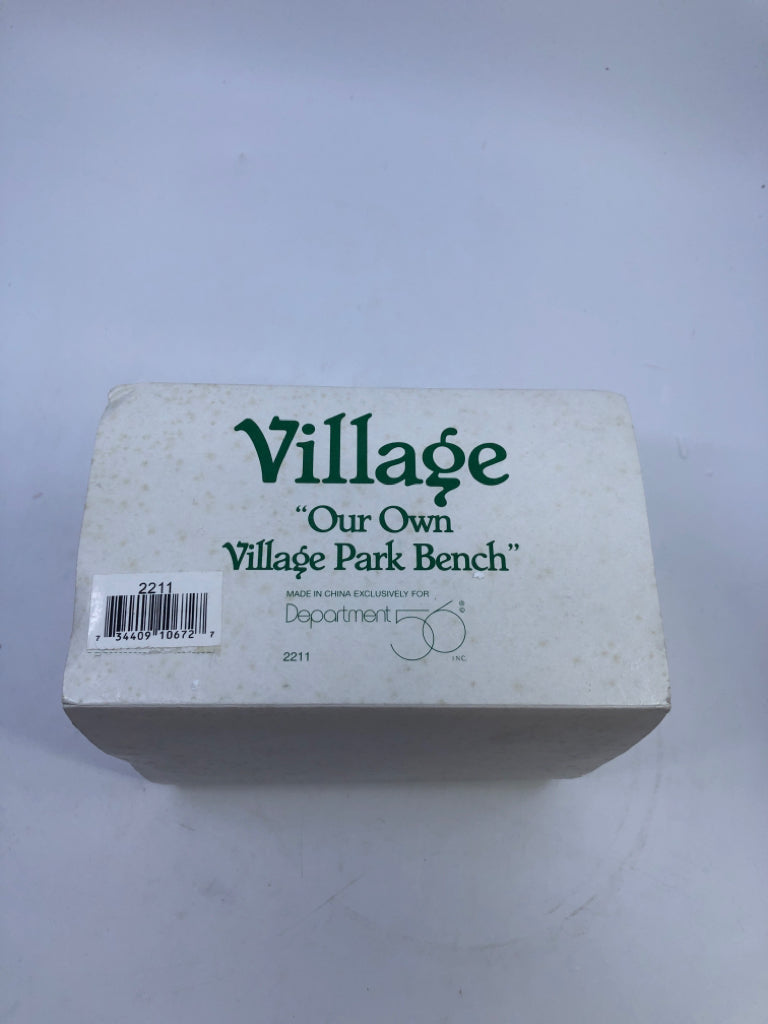 Village
“Our Own
Village Park Bench”
MADE IN CHINA EXCLUSIVELY FOR
Department 56®©
INC.
2211
2211
7 34409 10672 7